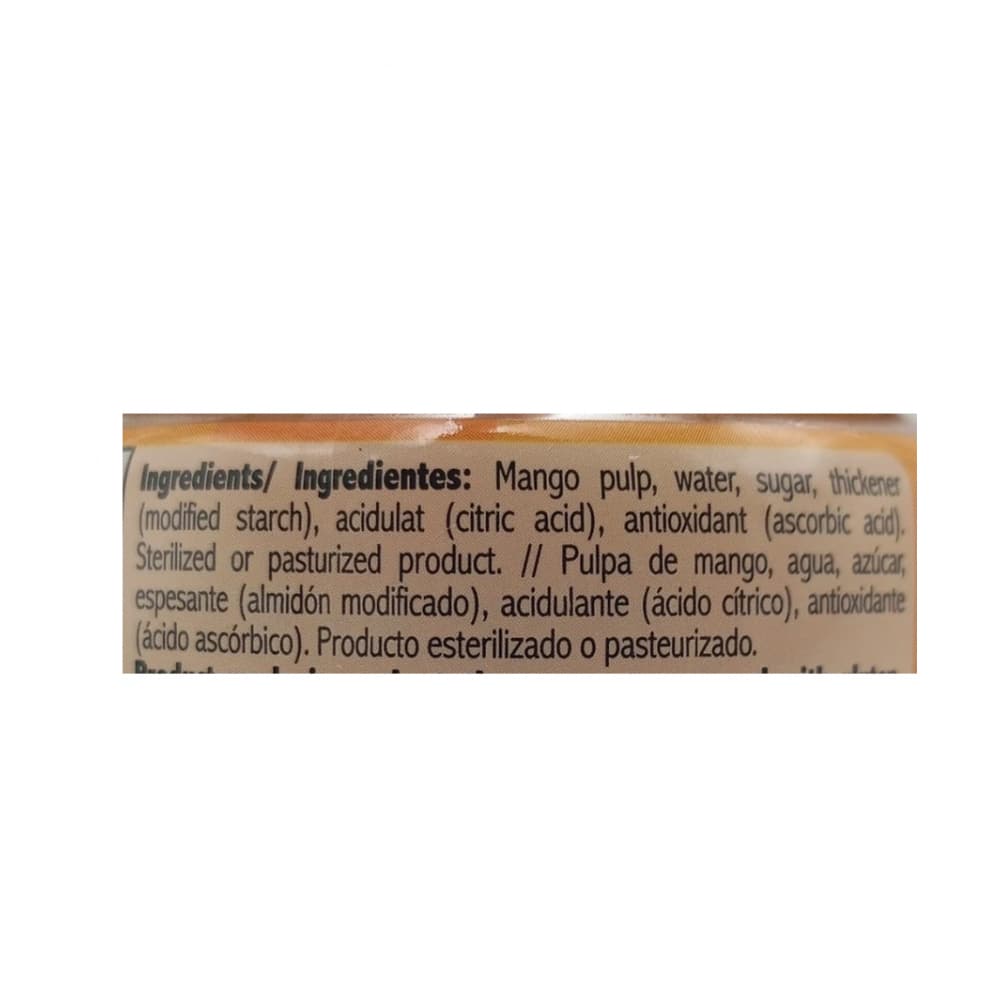 Ingredients/ Ingredientes: Mango pulp, water, sugar, thickener
(modified starch), acidulat (citric acid), antioxidant (ascorbic acid).
Sterilized or pasturized product. // Pulpa de mango, agua, azúcar,
espesante (almidón modificado), acidulante (ácido cítrico), antioxidante
(ácido ascórbico). Producto esterilizado o pasteurizado.